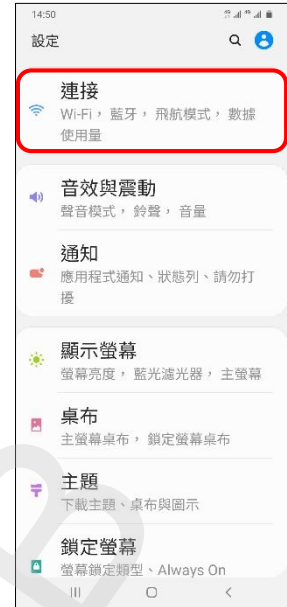 14:50
設定
連接
Wi-Fi， 藍牙， 飛航模式， 數據
使用量
音效與震動
聲音模式， 鈴聲， 音量
通知
應用程式通知、狀態列、請勿打
擾
顯示螢幕
螢幕亮度， 藍光濾光器， 主螢幕
桌布
主螢幕桌布， 鎖定螢幕桌布
主題
下載主題、桌布與圖示
鎖定螢幕
螢幕鎖定類型、Always On